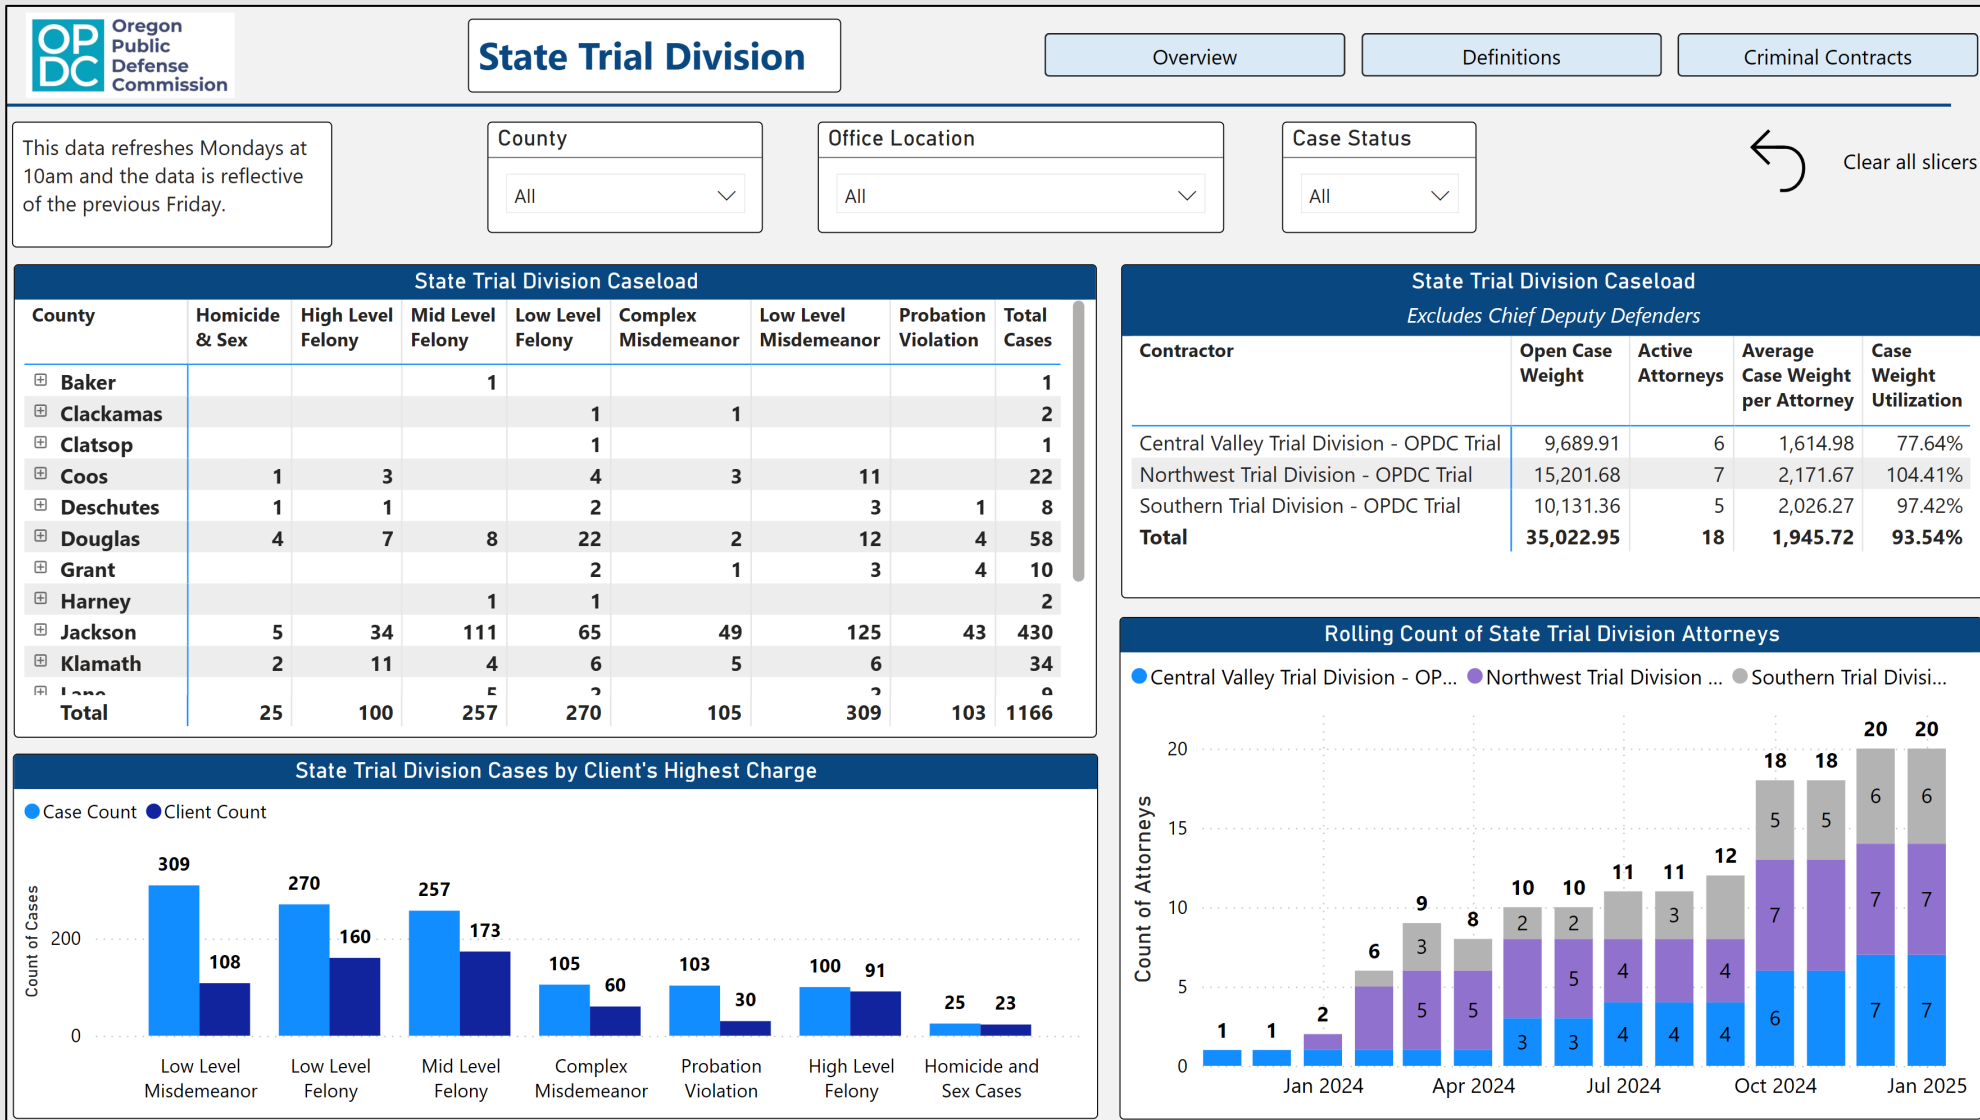 OP
DC
Oregon
Public
Defense
Commission
State Trial Division
Overview
Definitions
Criminal Contracts
This data refreshes Mondays at
10am and the data is reflective
of the previous Friday.
County
All
Office Location
All
Case Status
All
Clear all slicers
State Trial Division Caseload
County Homicide & Sex High Level Felony Mid Level Felony Low Level Felony Complex Misdemeanor Low Level Misdemeanor Probation Violation Total Cases
Baker 1 1
Clackamas 1 1 2
Clatsop 1 1
Coos 1 3 4 3 11 22
Deschutes 1 1 2 3 1 8
Douglas 4 7 8 22 2 12 4 58
Grant 2 1 3 4 10
Harney 1 1 2
Jackson 5 34 111 65 49 125 43 430
Klamath 2 11 4 6 5 6 34
Lane 5 2 2 9
Total 25 100 257 270 105 309 103 1166
State Trial Division Caseload
Excludes Chief Deputy Defenders
Contractor Open Case Weight Active Attorneys Average Case Weight per Attorney Case Weight Utilization
Central Valley Trial Division - OPDC Trial 9,689.91 6 1,614.98 77.64%
Northwest Trial Division - OPDC Trial 15,201.68 7 2,171.67 104.41%
Southern Trial Division - OPDC Trial 10,131.36 5 2,026.27 97.42%
Total 35,022.95 18 1,945.72 93.54%
State Trial Division Cases by Client's Highest Charge
Case Count Client Count
Count of Cases
200
0
309 108
270 160
257 173
105 60
103 30
100 91
25 23
Low Level Misdemeanor
Low Level Felony
Mid Level Felony
Complex Misdemeanor
Probation Violation
High Level Felony
Homicide and Sex Cases
Rolling Count of State Trial Division Attorneys
Central Valley Trial Division - OP... Northwest Trial Division ... Southern Trial Divisi...
Count of Attorneys
20
15
10
5
0
1 1 2 6 9 8 10 10 11 11 12 18 18 20 20
3 2 2 3 5 5 6 6
5 5 5 4 4 7 7 7
3 3 4 4 4 6 7 7
Jan 2024 Apr 2024 Jul 2024 Oct 2024 Jan 2025